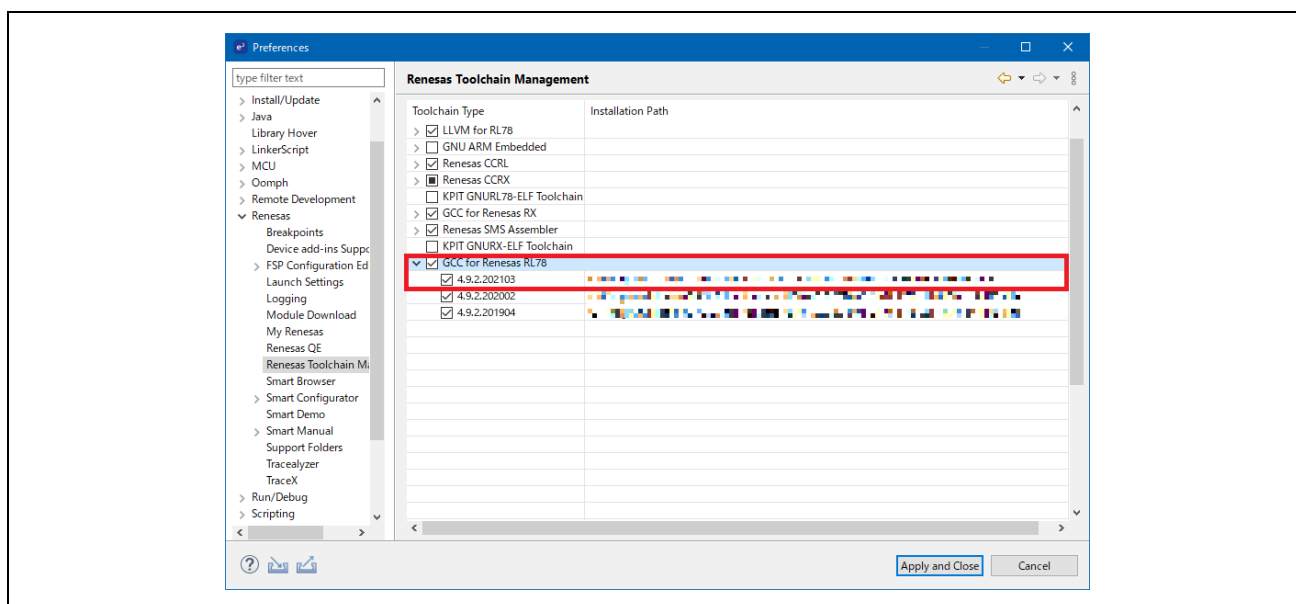 e² Preferences
type filter text
Install/Update
Java
Library Hover
LinkerScript
MCU
Oomph
Remote Development
Renesas
Breakpoints
Device add-ins Suppc
FSP Configuration Ed
Launch Settings
Logging
Module Download
My Renesas
Renesas QE
Renesas Toolchain Ma
Smart Browser
Smart Configurator
Smart Demo
Smart Manual
Support Folders
Tracealyzer
TraceX
Run/Debug
Scripting
Renesas Toolchain Management
Toolchain Type Installation Path
LLVM for RL78
GNU ARM Embedded
Renesas CCRL
Renesas CCRX
KPIT GNURL78-ELF Toolchain
GCC for Renesas RX
Renesas SMS Assembler
KPIT GNURX-ELF Toolchain
GCC for Renesas RL78
4.9.2.202103
4.9.2.202002
4.9.2.201904
Apply and Close Cancel